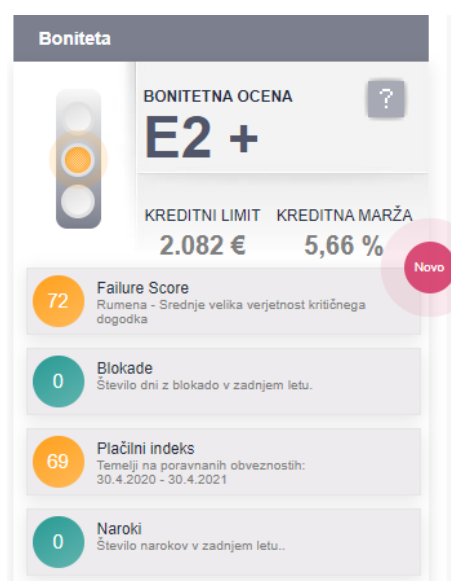 Boniteta
BONITETNA OCENA
?
E2 +
KREDITNI LIMIT KREDITNA MARŽA
2.082 € 5,66 %
Novo
72
Failure Score
Rumena - Srednje velika verjetnost kritičnega
dogodka
0
Blokade
Število dni z blokado v zadnjem letu.
69
Plačilni indeks
Temelji na poravnanih obveznostih:
30.4.2020 - 30.4.2021
0
Naroki
Število narokov v zadnjem letu..